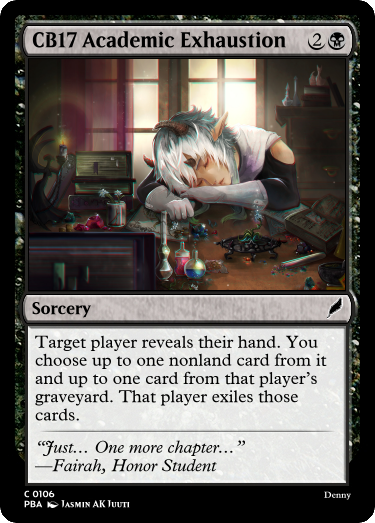 CB17 Academic Exhaustion 2
Sorcery
Target player reveals their hand. You
choose up to one nonland card from it
and up to one card from that player's
graveyard. That player exiles those
cards.
“Just… One more chapter…”
—Fairah, Honor Student
C 0106
Denny
PBA Jasmin AK Juuti